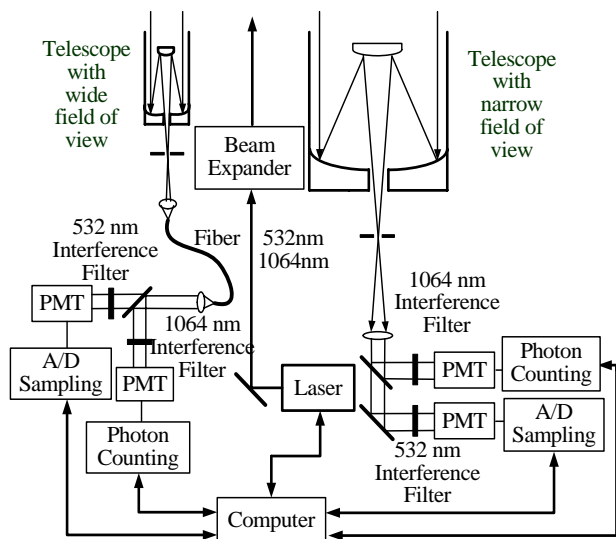 Telescope
with
wide
field of
view
Telescope
with
narrow
field of
view
Beam
Expander
532 nm
Interference
Filter
Fiber
532nm
1064nm
1064 nm
Interference
Filter
PMT
1064 nm
Interference
Filter
A/D
Sampling
PMT
Laser
PMT
Photon
Counting
PMT
A/D
Sampling
Photon
Counting
532 nm
Interference
Filter
Computer